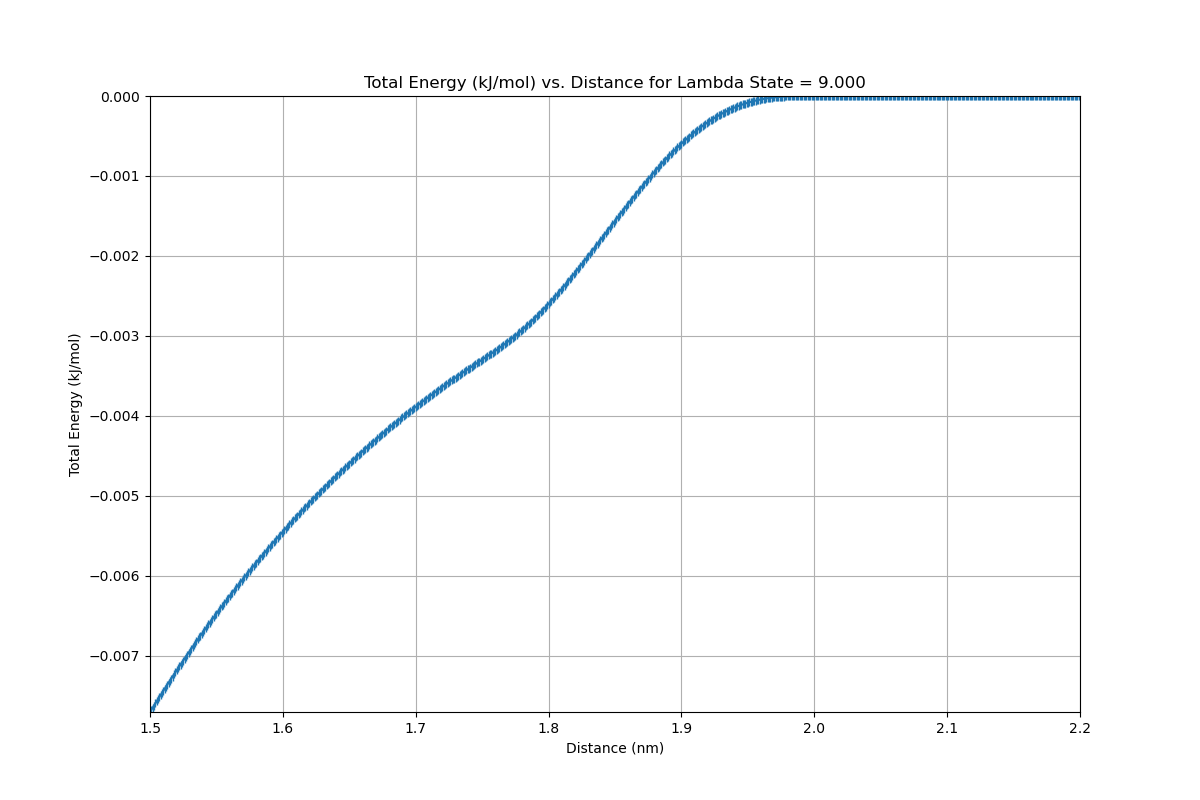 Total Energy (kJ/mol) vs. Distance for Lambda State = 9.000
0.000
−0.001
−0.002
−0.003
−0.004
−0.005
−0.006
−0.007
Total Energy (kJ/mol)
1.5 1.6 1.7 1.8 1.9 2.0 2.1 2.2
Distance (nm)